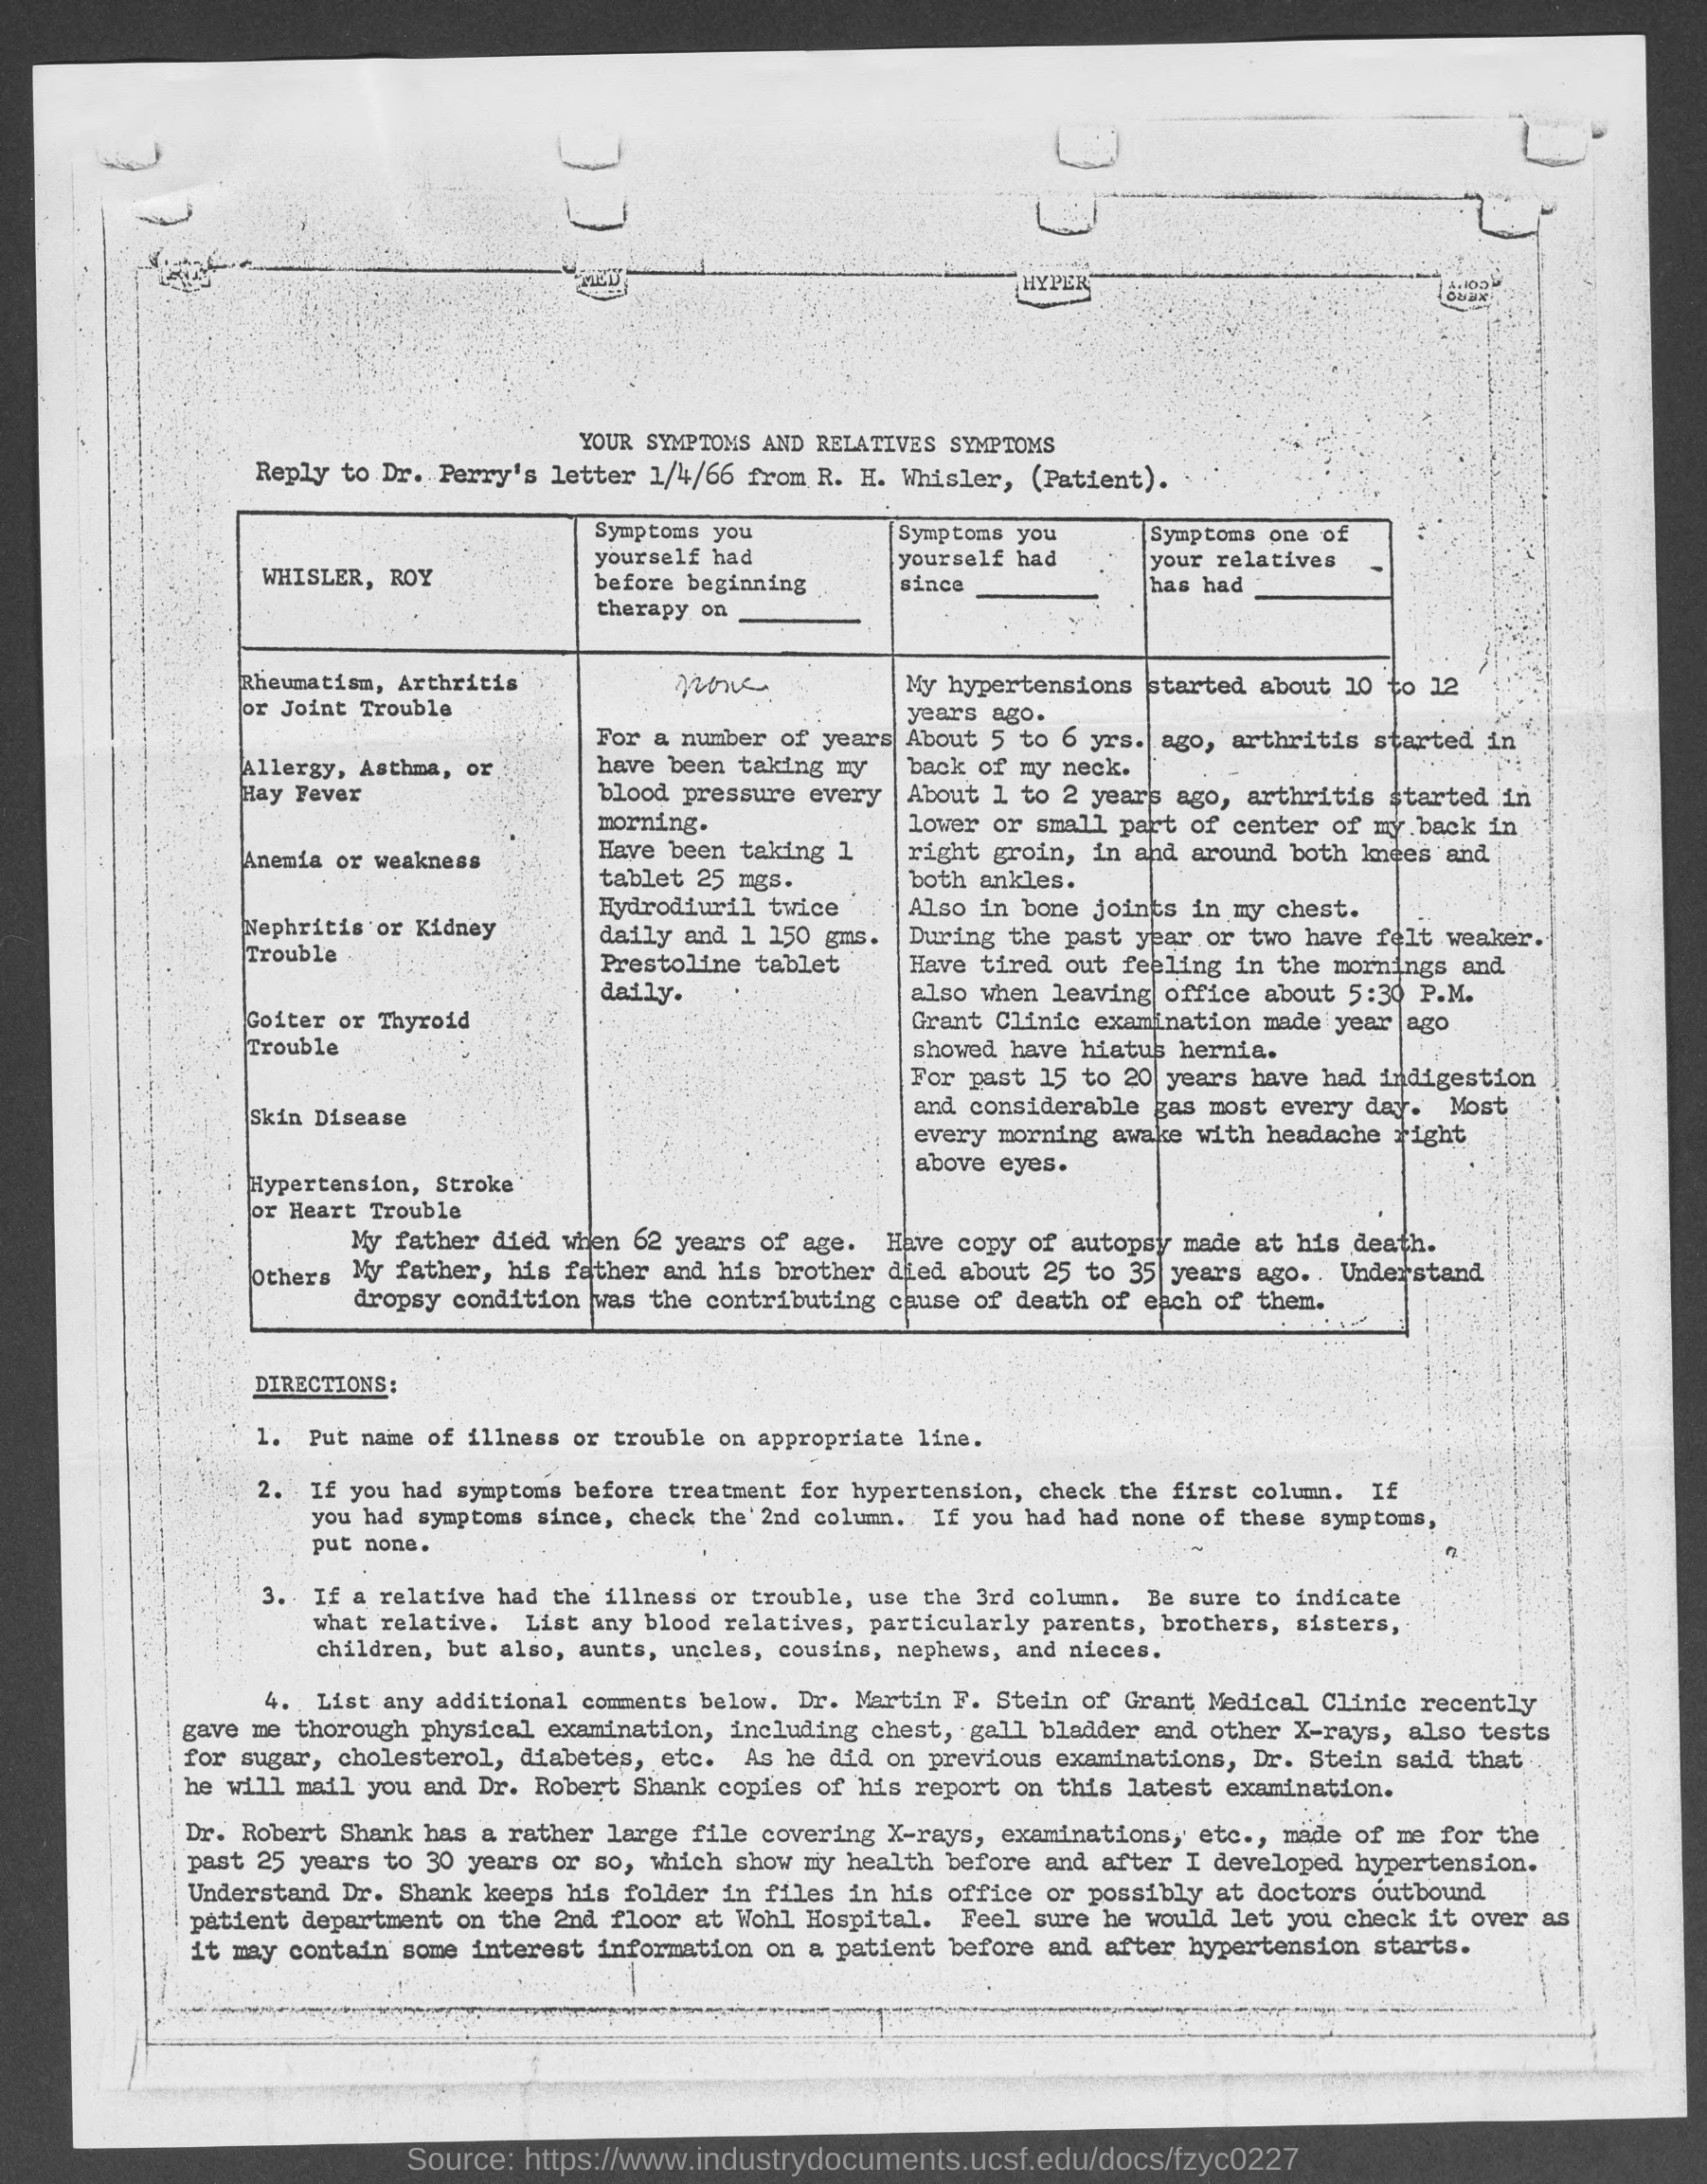 MED
HYPER
XERO
COPY
YOUR SYMPTOMS AND RELATIVES SYMPTOMS
Reply to Dr. Perry's letter 1/4/66 from R. H. Whisler, (Patient).
WHISLER, ROY
Symptoms you
yourself had
before beginning
therapy on ______
Symptoms you
yourself had
since ______
Symptoms one of
your relatives
has had ______
Rheumatism, Arthritis
or Joint Trouble
Allergy, Asthma, or
Hay Fever
Anemia or weakness
Nephritis or Kidney
Trouble
Goiter or Thyroid
Trouble
Skin Disease
Hypertension, Stroke
or Heart Trouble
none
For a number of years
have been taking my
blood pressure every
morning.
Have been taking 1
tablet 25 mgs.
Hydrodiuril twice
daily and 1 150 gms.
Prestoline tablet
daily.
My hypertensions started about 10 to 12
years ago.
About 5 to 6 yrs. ago, arthritis started in
back of my neck.
About 1 to 2 years ago, arthritis started in
lower or small part of center of my back in
right groin, in and around both knees and
both ankles.
Also in bone joints in my chest.
During the past year or two have felt weaker.
Have tired out feeling in the mornings and
also when leaving office about 5:30 P.M.
Grant Clinic examination made year ago
showed have hiatus hernia.
For past 15 to 20 years have had indigestion
and considerable gas most every day. Most
every morning awake with headache right
above eyes.
Others
My father died when 62 years of age. Have copy of autopsy made at his death.
My father, his father and his brother died about 25 to 35 years ago. Understand
dropsy condition was the contributing cause of death of each of them.
DIRECTIONS:
1. Put name of illness or trouble on appropriate line.
2. If you had symptoms before treatment for hypertension, check the first column. If
you had symptoms since, check the 2nd column. If you had had none of these symptoms,
put none.
3. If a relative had the illness or trouble, use the 3rd column. Be sure to indicate
what relative. List any blood relatives, particularly parents, brothers, sisters,
children, but also, aunts, uncles, cousins, nephews, and nieces.
4. List any additional comments below. Dr. Martin F. Stein of Grant Medical Clinic recently
gave me thorough physical examination, including chest, gall bladder and other X-rays, also tests
for sugar, cholesterol, diabetes, etc. As he did on previous examinations, Dr. Stein said that
he will mail you and Dr. Robert Shank copies of his report on this latest examination.
Dr. Robert Shank has a rather large file covering X-rays, examinations, etc., made of me for the
past 25 years to 30 years or so, which show my health before and after I developed hypertension.
Understand Dr. Shank keeps his folder in files in his office or possibly at doctors outbound
patient department on the 2nd floor at Wohl Hospital. Feel sure he would let you check it over as
it may contain some interest information on a patient before and after hypertension starts.
Source: https://www.industrydocuments.ucsf.edu/docs/fzyc0227